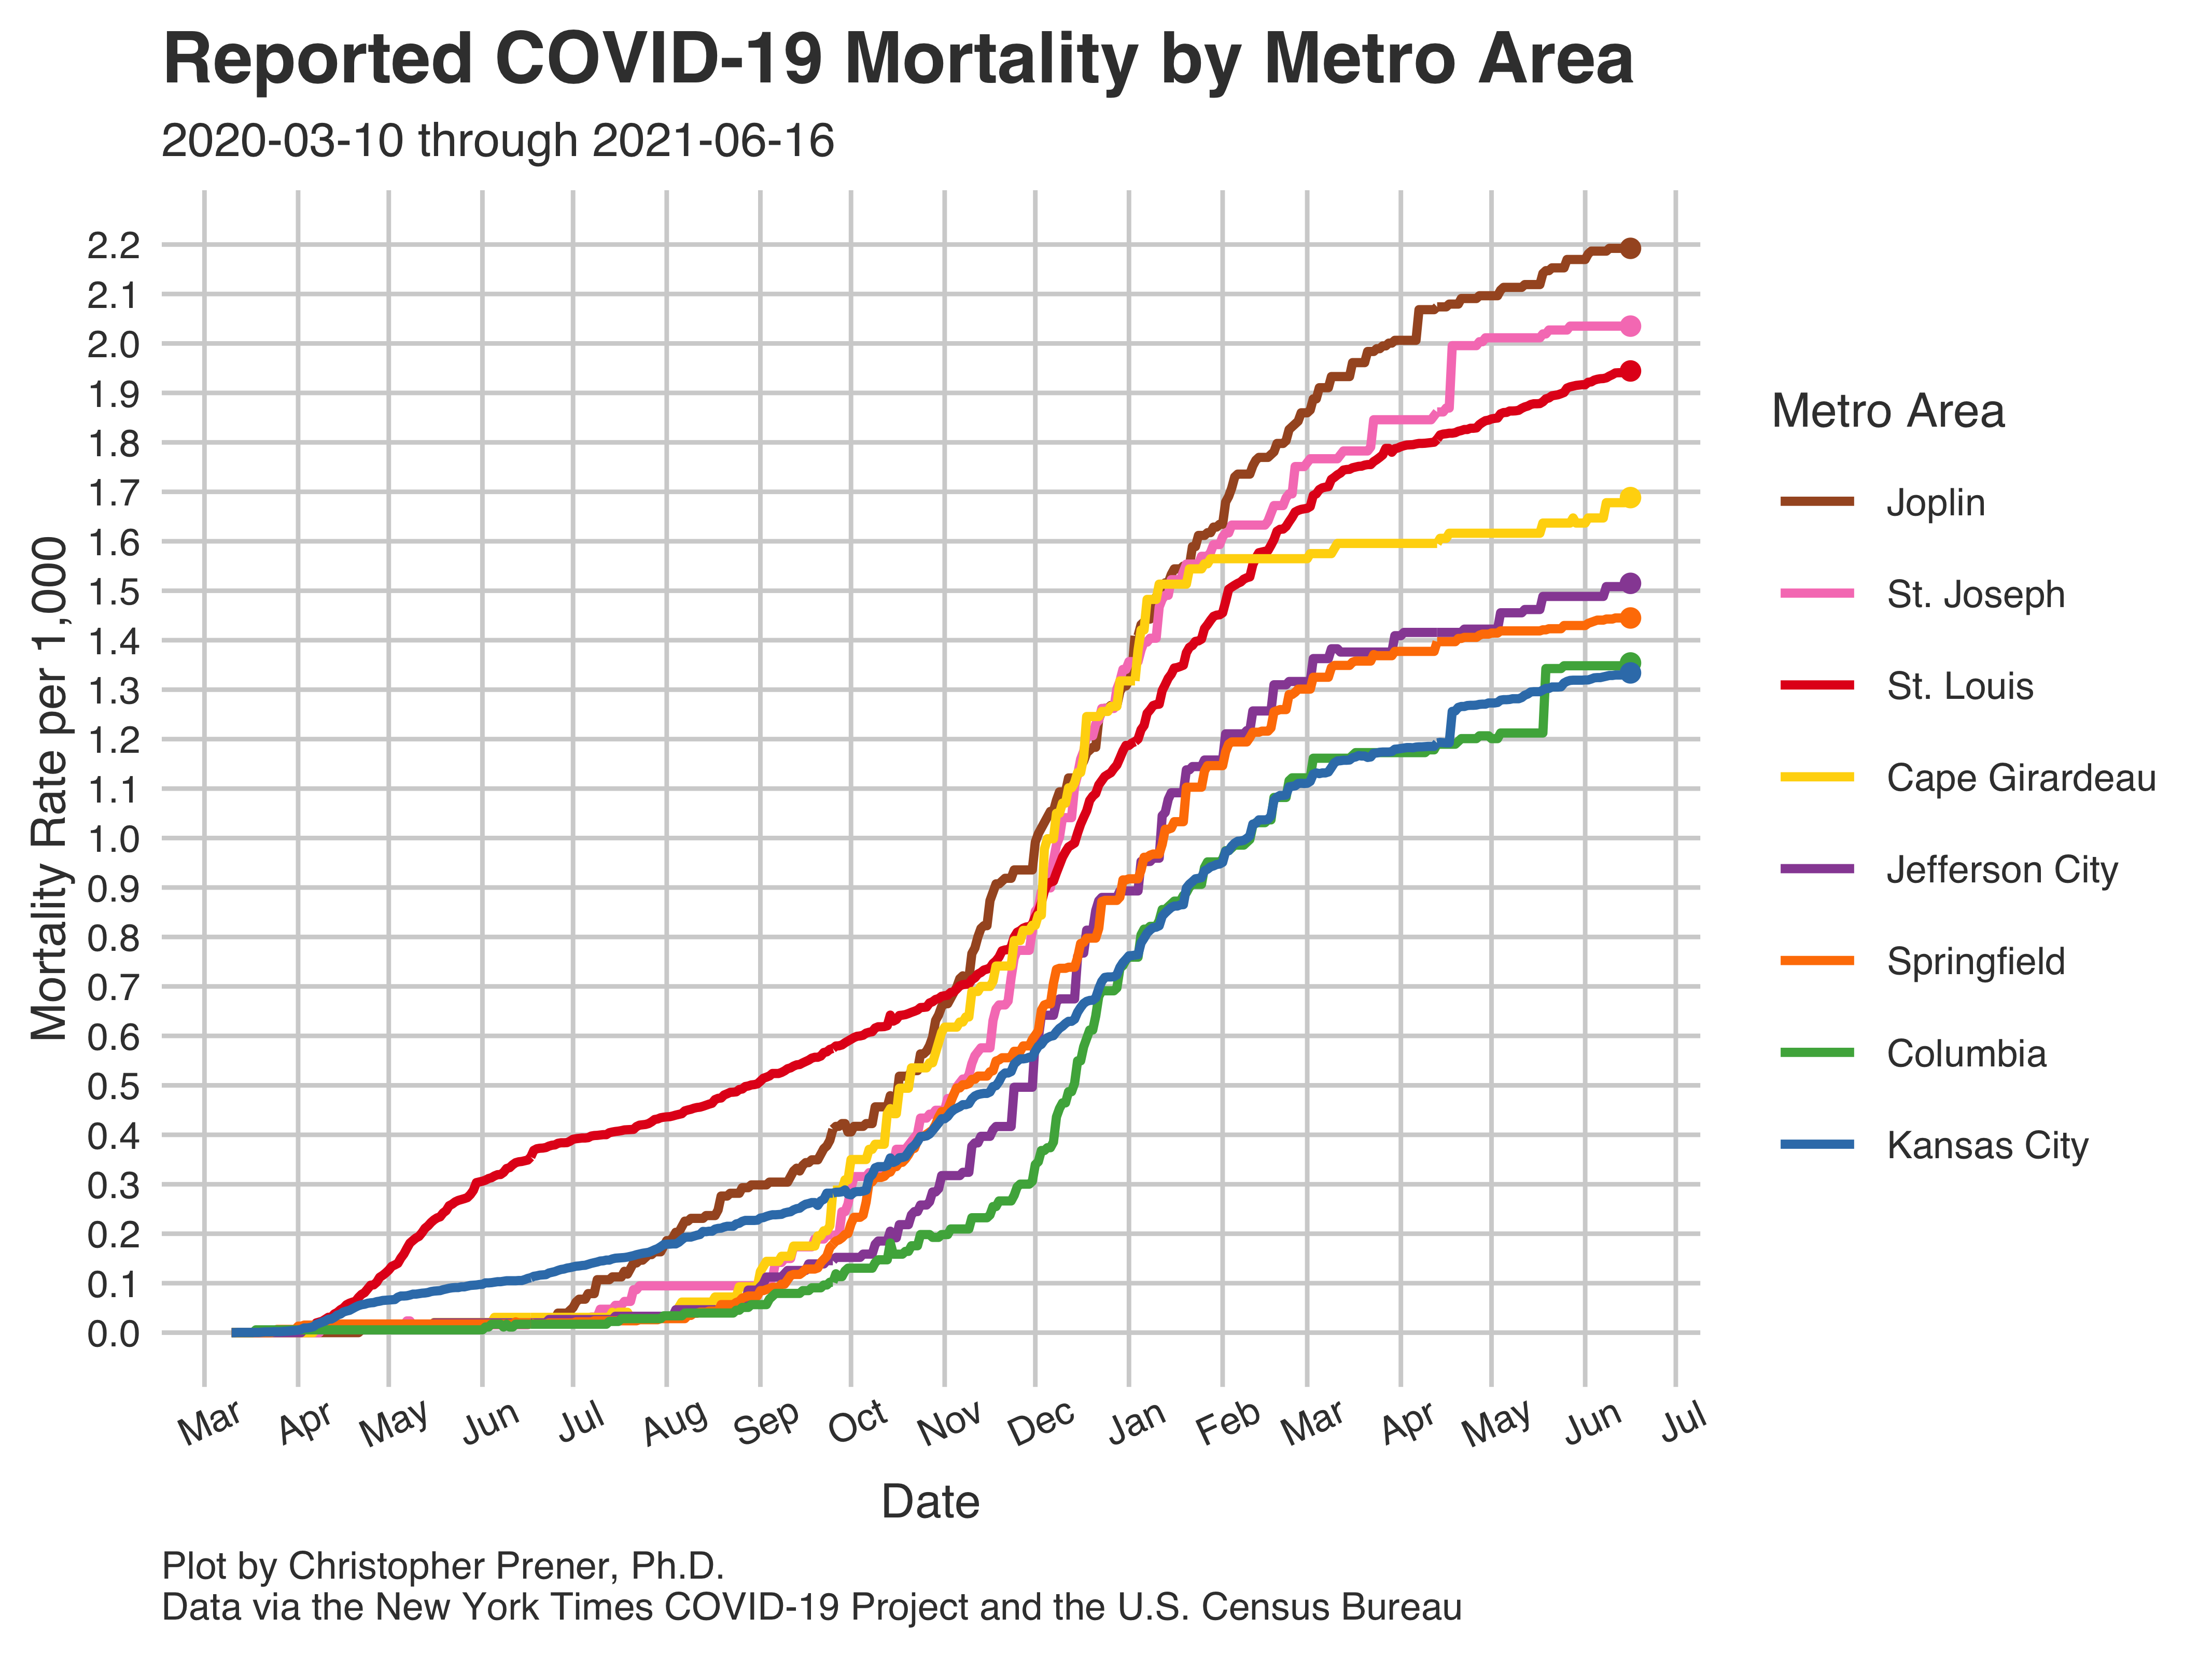 Reported COVID-19 Mortality by Metro Area
2020-03-10 through 2021-06-16
Mortality Rate per 1,000
2.2
2.1
2.0
1.9
1.8
1.7
1.6
1.5
1.4
1.3
1.2
1.1
1.0
0.9
0.8
0.7
0.6
0.5
0.4
0.3
0.2
0.1
0.0
Mar Apr May Jun Jul Aug Sep Oct Nov Dec Jan Feb Mar Apr May Jun Jul
Date
Metro Area
Joplin
St. Joseph
St. Louis
Cape Girardeau
Jefferson City
Springfield
Columbia
Kansas City
Plot by Christopher Prener, Ph.D.
Data via the New York Times COVID-19 Project and the U.S. Census Bureau